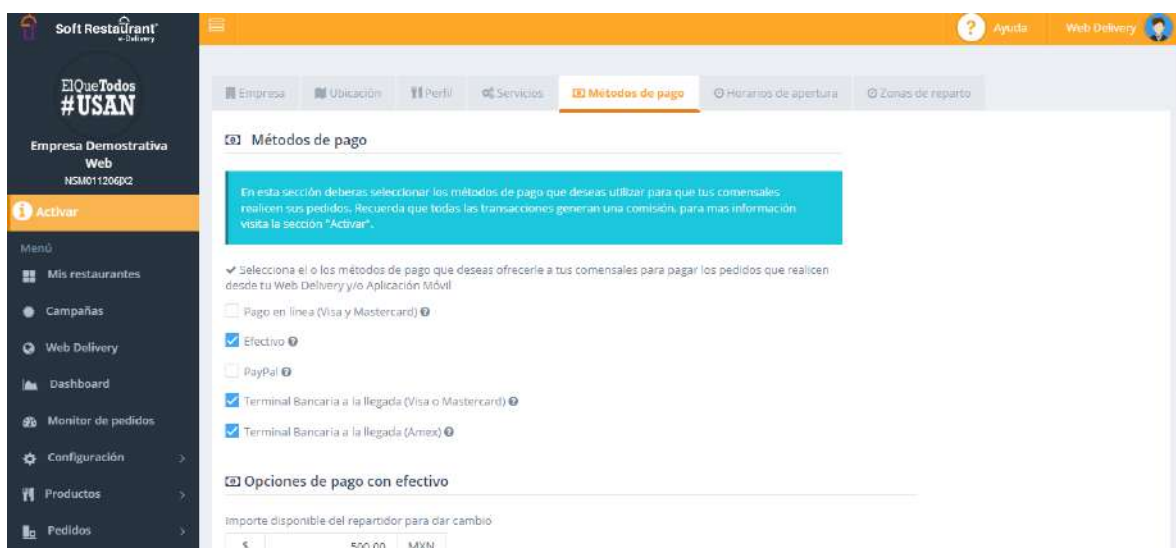 Soft Restaurant®
e-Delivery
Ayuda
Web Delivery
ElQueTodos
#USAN
Empresa Demostrativa
Web
NSM011206JX2
Activar
Menú
Mis restaurantes
Campañas
Web Delivery
Dashboard
Monitor de pedidos
Configuración
Productos
Pedidos
Empresa
Ubicación
Perfil
Servicios
Métodos de pago
Horarios de apertura
Zonas de reparto
Métodos de pago
En esta sección deberas seleccionar los métodos de pago que deseas utilizar para que tus comensales
realicen sus pedidos. Recuerda que todas las transacciones generan una comisión, para mas información
visita la sección "Activar".
Selecciona el o los métodos de pago que deseas ofrecerle a tus comensales para pagar los pedidos que realicen
desde tu Web Delivery y/o Aplicación Móvil
Pago en línea (Visa y Mastercard)
Efectivo
PayPal
Terminal Bancaria a la llegada (Visa o Mastercard)
Terminal Bancaria a la llegada (Amex)
Opciones de pago con efectivo
Importe disponible del repartidor para dar cambio
$ 500.00 MXN